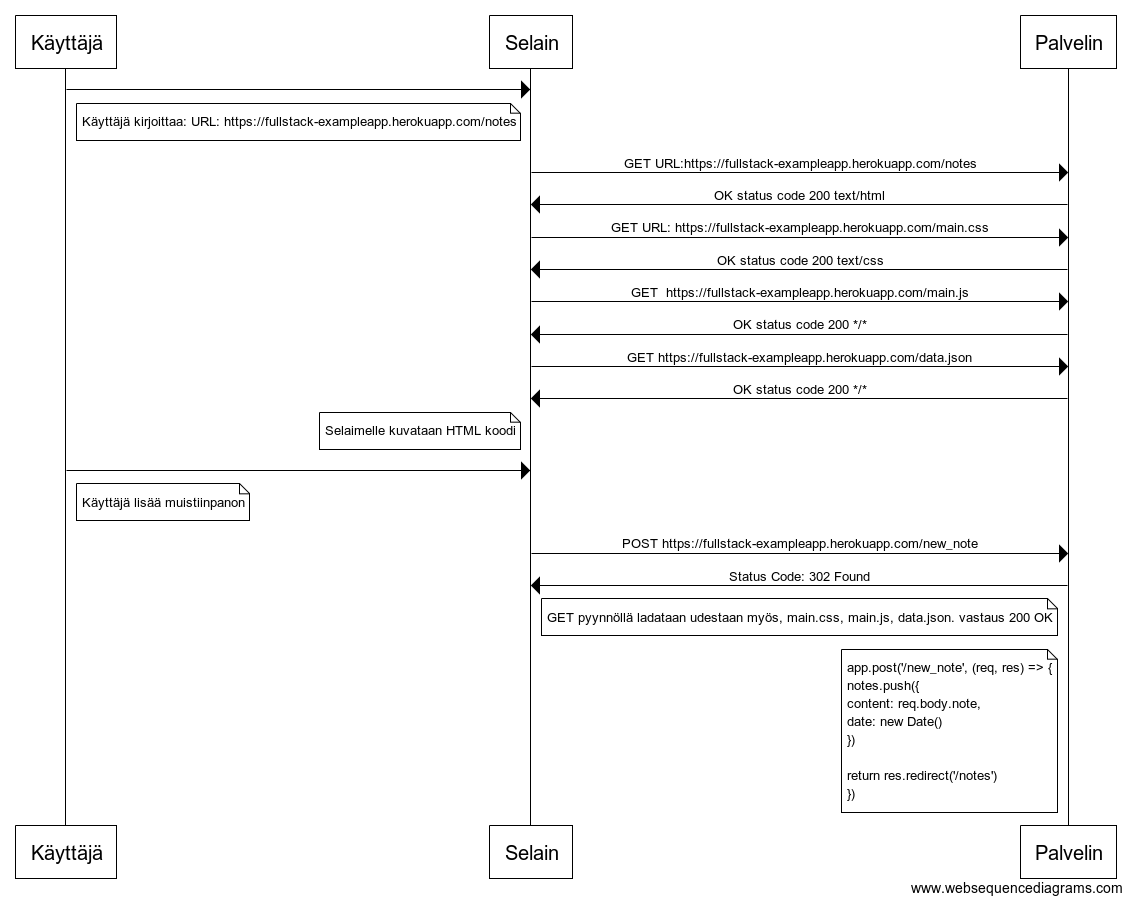 Käyttäjä
Selain
Palvelin
Käyttäjä kirjoittaa: URL: https://fullstack-exampleapp.herokuapp.com/notes
GET URL:https://fullstack-exampleapp.herokuapp.com/notes
OK status code 200 text/html
GET URL: https://fullstack-exampleapp.herokuapp.com/main.css
OK status code 200 text/css
GET  https://fullstack-exampleapp.herokuapp.com/main.js
OK status code 200 */*
GET https://fullstack-exampleapp.herokuapp.com/data.json
OK status code 200 */*
Selaimelle kuvataan HTML koodi
Käyttäjä lisää muistiinpanon
POST https://fullstack-exampleapp.herokuapp.com/new_note
Status Code: 302 Found
GET pyynnöllä ladataan udestaan myös, main.css, main.js, data.json. vastaus 200 OK
app.post('/new_note', (req, res) => {
notes.push({
content: req.body.note,
date: new Date()
})
return res.redirect('/notes')
})
Käyttäjä
Selain
Palvelin
www.websequencediagrams.com